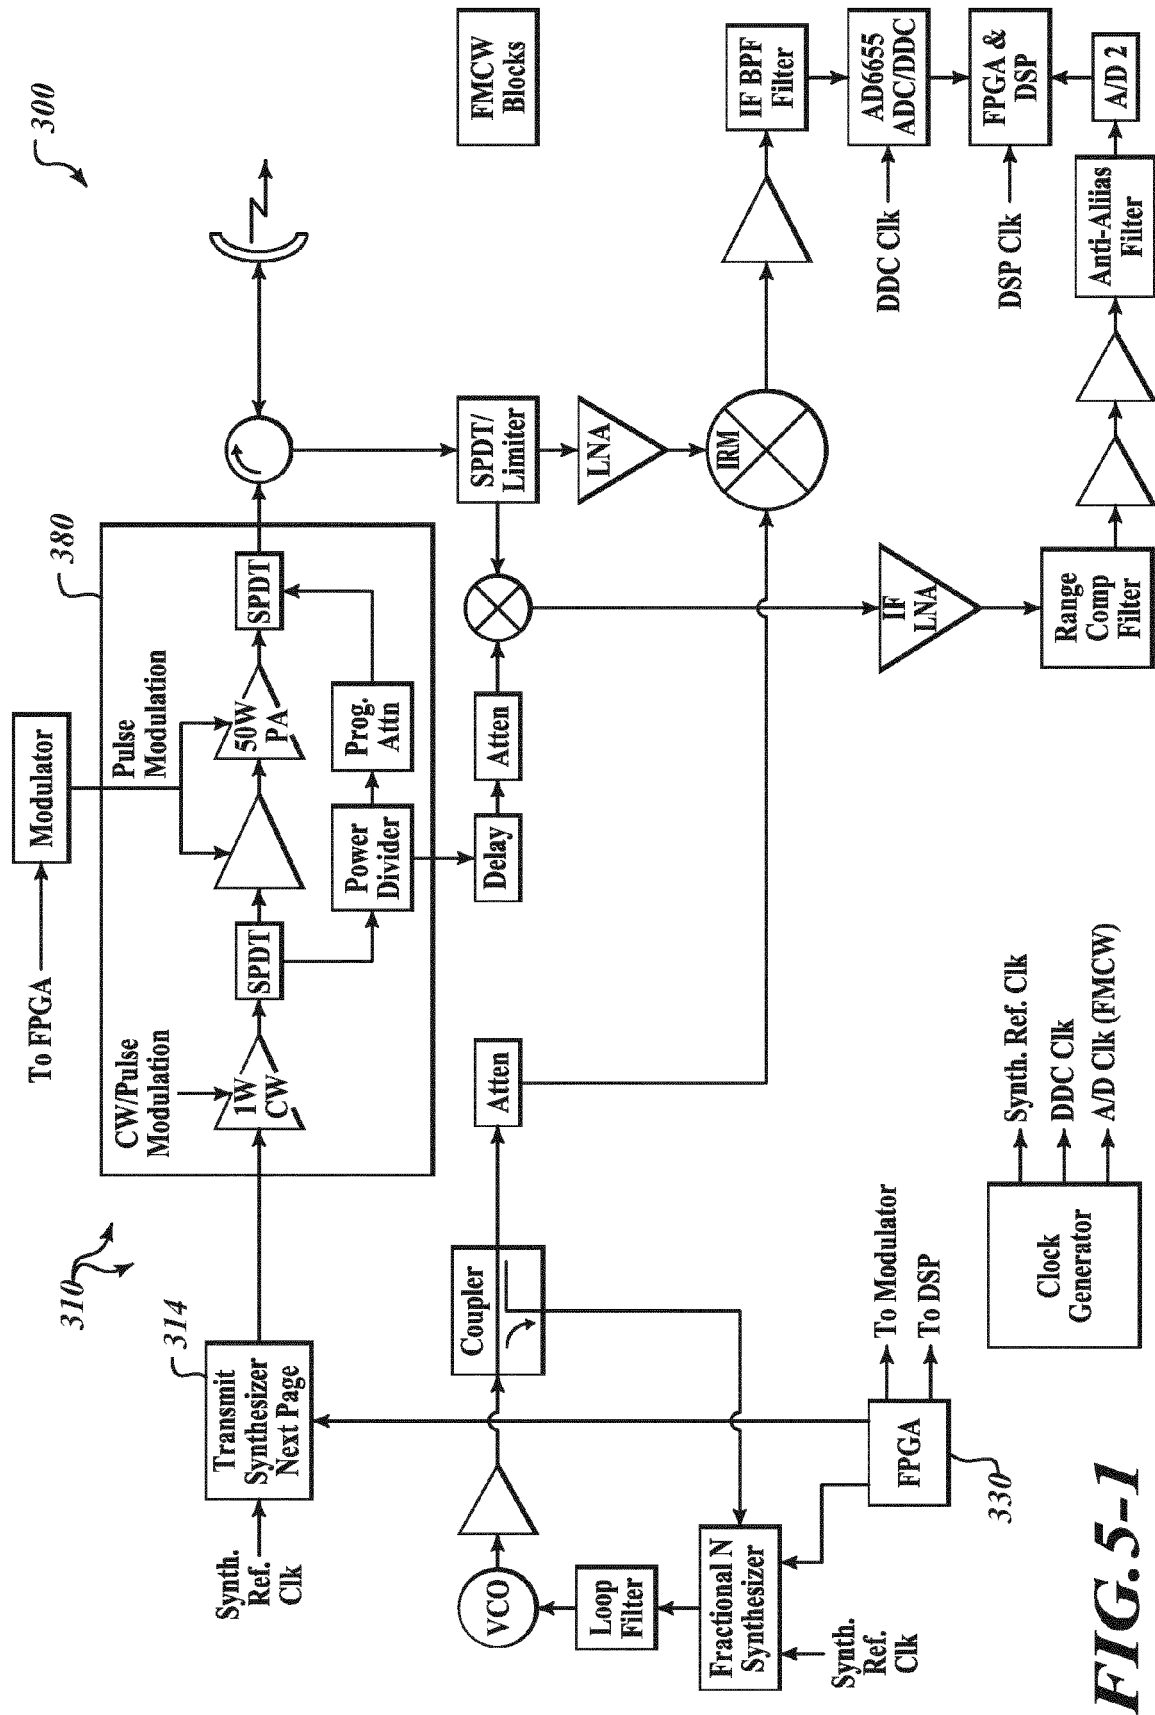 300
FMCW
Blocks
To FPGA
Modulator
380
CW/Pulse
Modulation
Pulse
Modulation
310
314
Synth.
Ref.
Clk
Transmit
Synthesizer
Next Page
1W
CW
SPDT
50W
PA
SPDT
Power
Divider
Prog.
Attn
Delay
Atten
SPDT/
Limiter
LNA
IRM
VCO
Coupler
Atten
Loop
Filter
Fractional N
Synthesizer
Synth.
Ref.
Clk
FPGA
330
To Modulator
To DSP
IF
LNA
Range
Comp
Filter
IF BPF
Filter
DDC Clk
AD6655
ADC/DDC
DSP Clk
FPGA &
DSP
Anti-Aliias
Filter
A/D 2
Clock
Generator
Synth. Ref. Clk
DDC Clk
A/D Clk (FMCW)
FIG.5-1